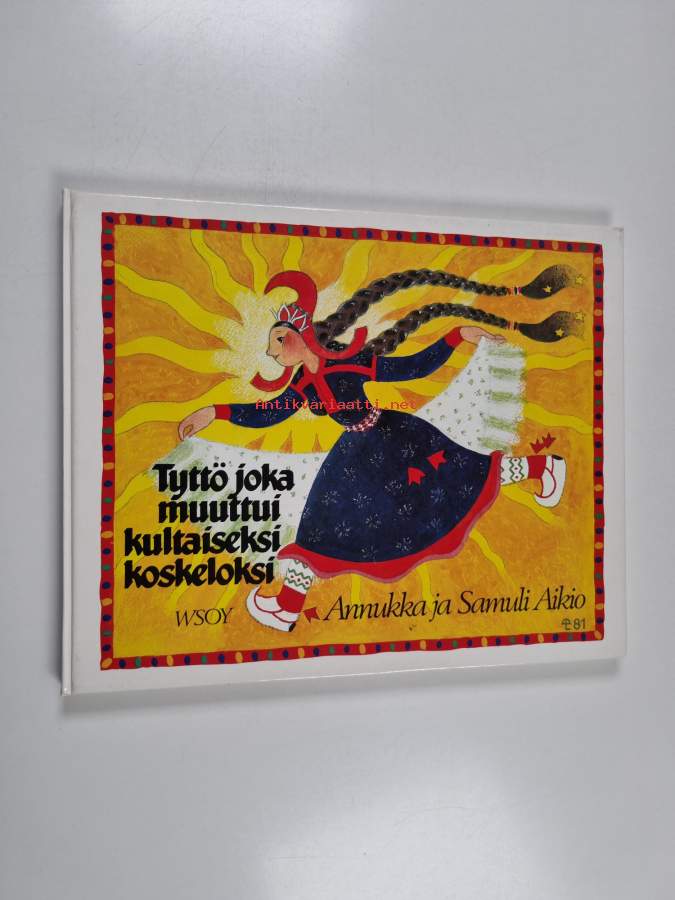 Antikvariaatti.net
Tyttö joka
muuttui
kultaiseksi
koskeloksi
WSOY
Annukka ja Samuli Aikio
81